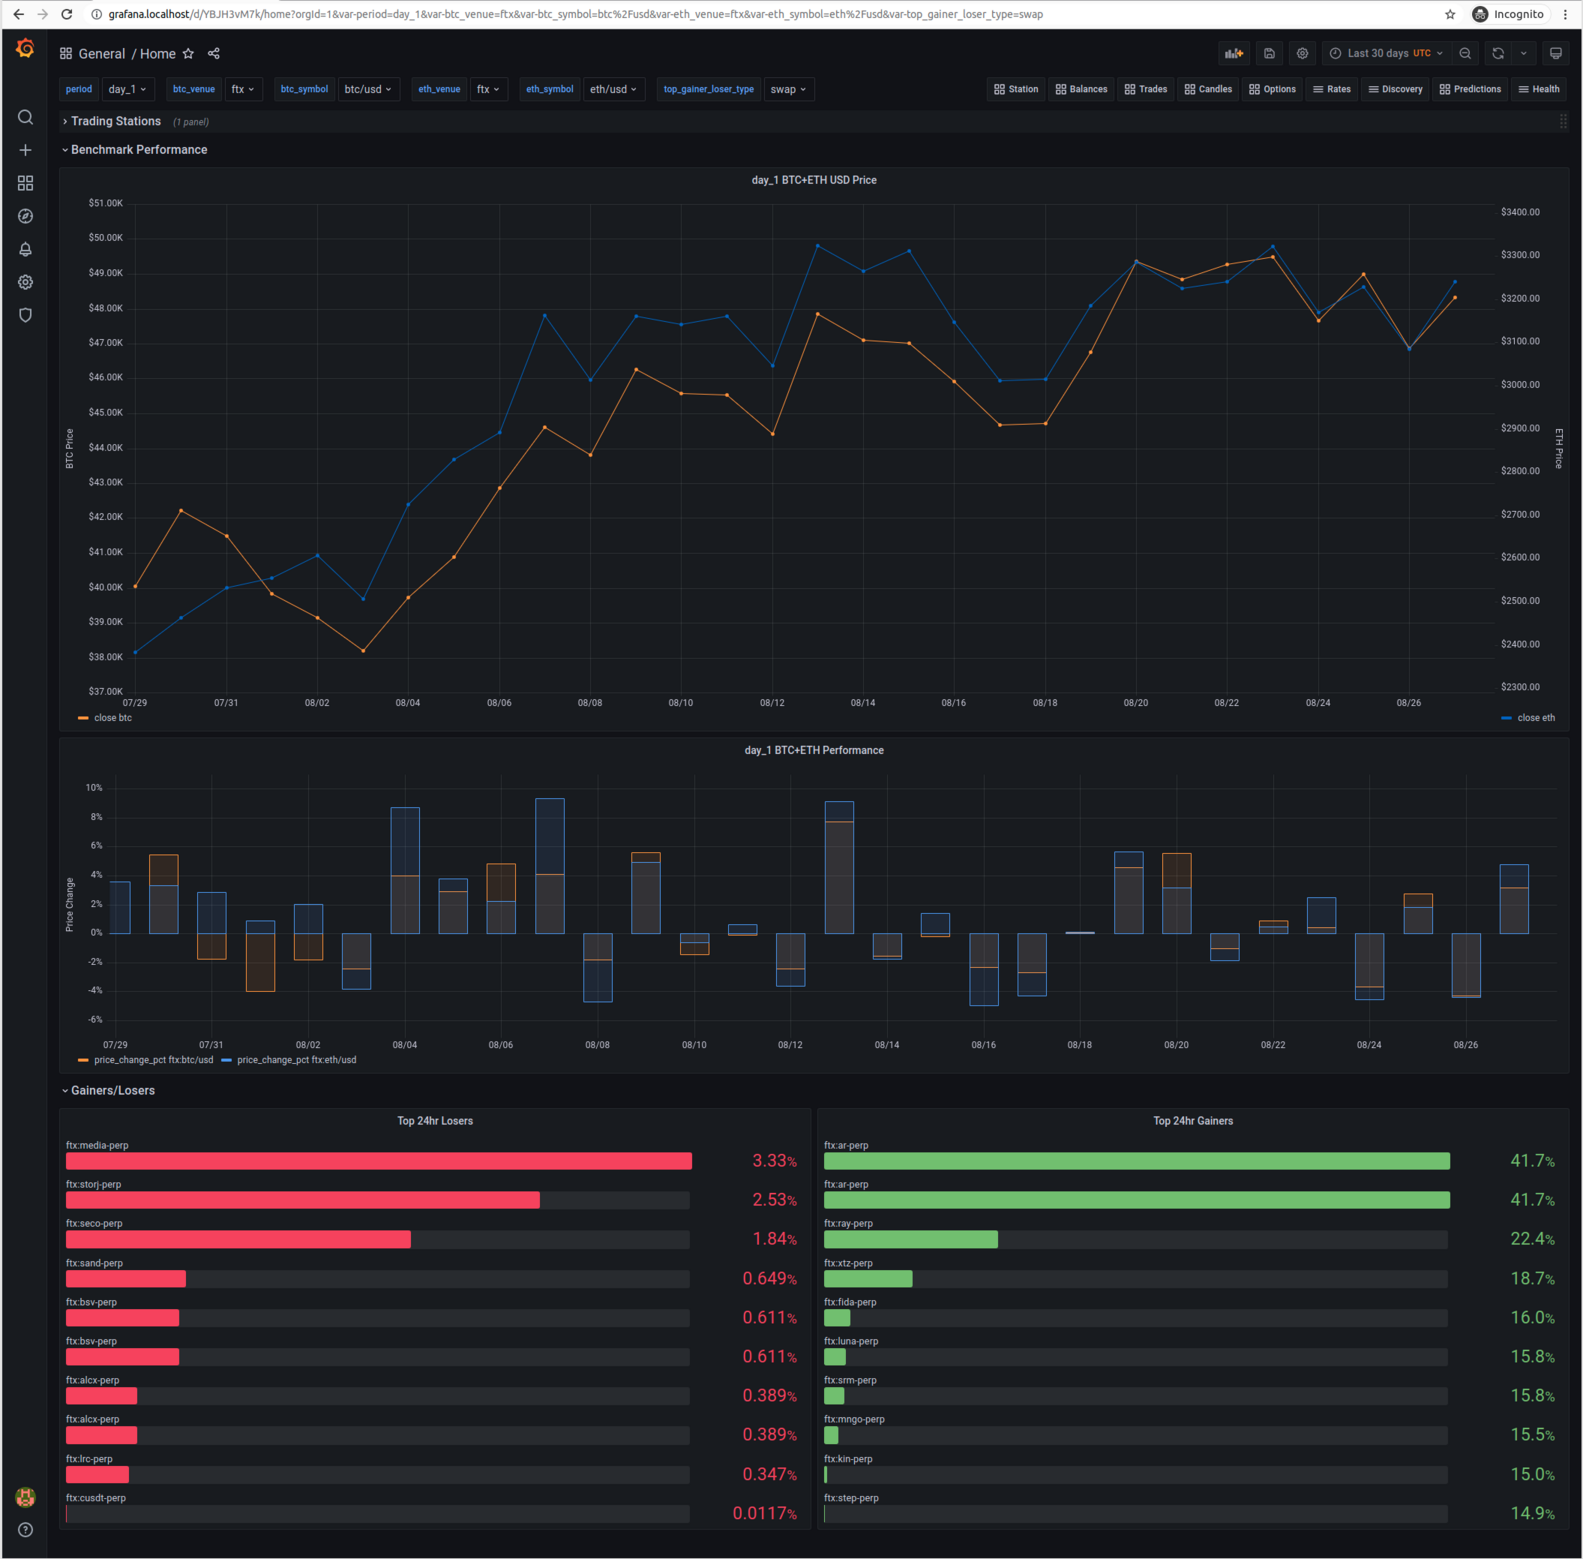 grafana.localhost/d/YBJH3vM7k/home?orgId=1&var-period=day_1&var-btc_venue=ftx&var-btc_symbol=btc%2Fusd&var-eth_venue=ftx&var-eth_symbol=eth%2Fusd&var-top_gainer_loser_type=swap Incognito
General / Home Last 30 days UTC
period day_1 btc_venue ftx btc_symbol btc/usd eth_venue ftx eth_symbol eth/usd top_gainer_loser_type swap Station Balances Trades Candles Options Rates Discovery Predictions Health
Trading Stations (1 panel)
Benchmark Performance
day_1 BTC+ETH USD Price
$51.00K
$50.00K
$49.00K
$48.00K
$47.00K
$46.00K
$45.00K
$44.00K
$43.00K
$42.00K
$41.00K
$40.00K
$39.00K
$38.00K
$37.00K
BTC Price
$3400.00
$3300.00
$3200.00
$3100.00
$3000.00
$2900.00
$2800.00
$2700.00
$2600.00
$2500.00
$2400.00
$2300.00
ETH Price
07/29 07/31 08/02 08/04 08/06 08/08 08/10 08/12 08/14 08/16 08/18 08/20 08/22 08/24 08/26
close btc close eth
day_1 BTC+ETH Performance
10%
8%
6%
4%
2%
0%
-2%
-4%
-6%
Price Change
07/29 07/31 08/02 08/04 08/06 08/08 08/10 08/12 08/14 08/16 08/18 08/20 08/22 08/24 08/26
price_change_pct ftx:btc/usd price_change_pct ftx:eth/usd
Gainers/Losers
Top 24hr Losers
ftx:media-perp
3.33%
ftx:storj-perp
2.53%
ftx:seco-perp
1.84%
ftx:sand-perp
0.649%
ftx:bsv-perp
0.611%
ftx:bsv-perp
0.611%
ftx:alcx-perp
0.389%
ftx:alcx-perp
0.389%
ftx:lrc-perp
0.347%
ftx:cusdt-perp
0.0117%
Top 24hr Gainers
ftx:ar-perp
41.7%
ftx:ar-perp
41.7%
ftx:ray-perp
22.4%
ftx:xtz-perp
18.7%
ftx:fida-perp
16.0%
ftx:luna-perp
15.8%
ftx:srm-perp
15.8%
ftx:mngo-perp
15.5%
ftx:kin-perp
15.0%
ftx:step-perp
14.9%